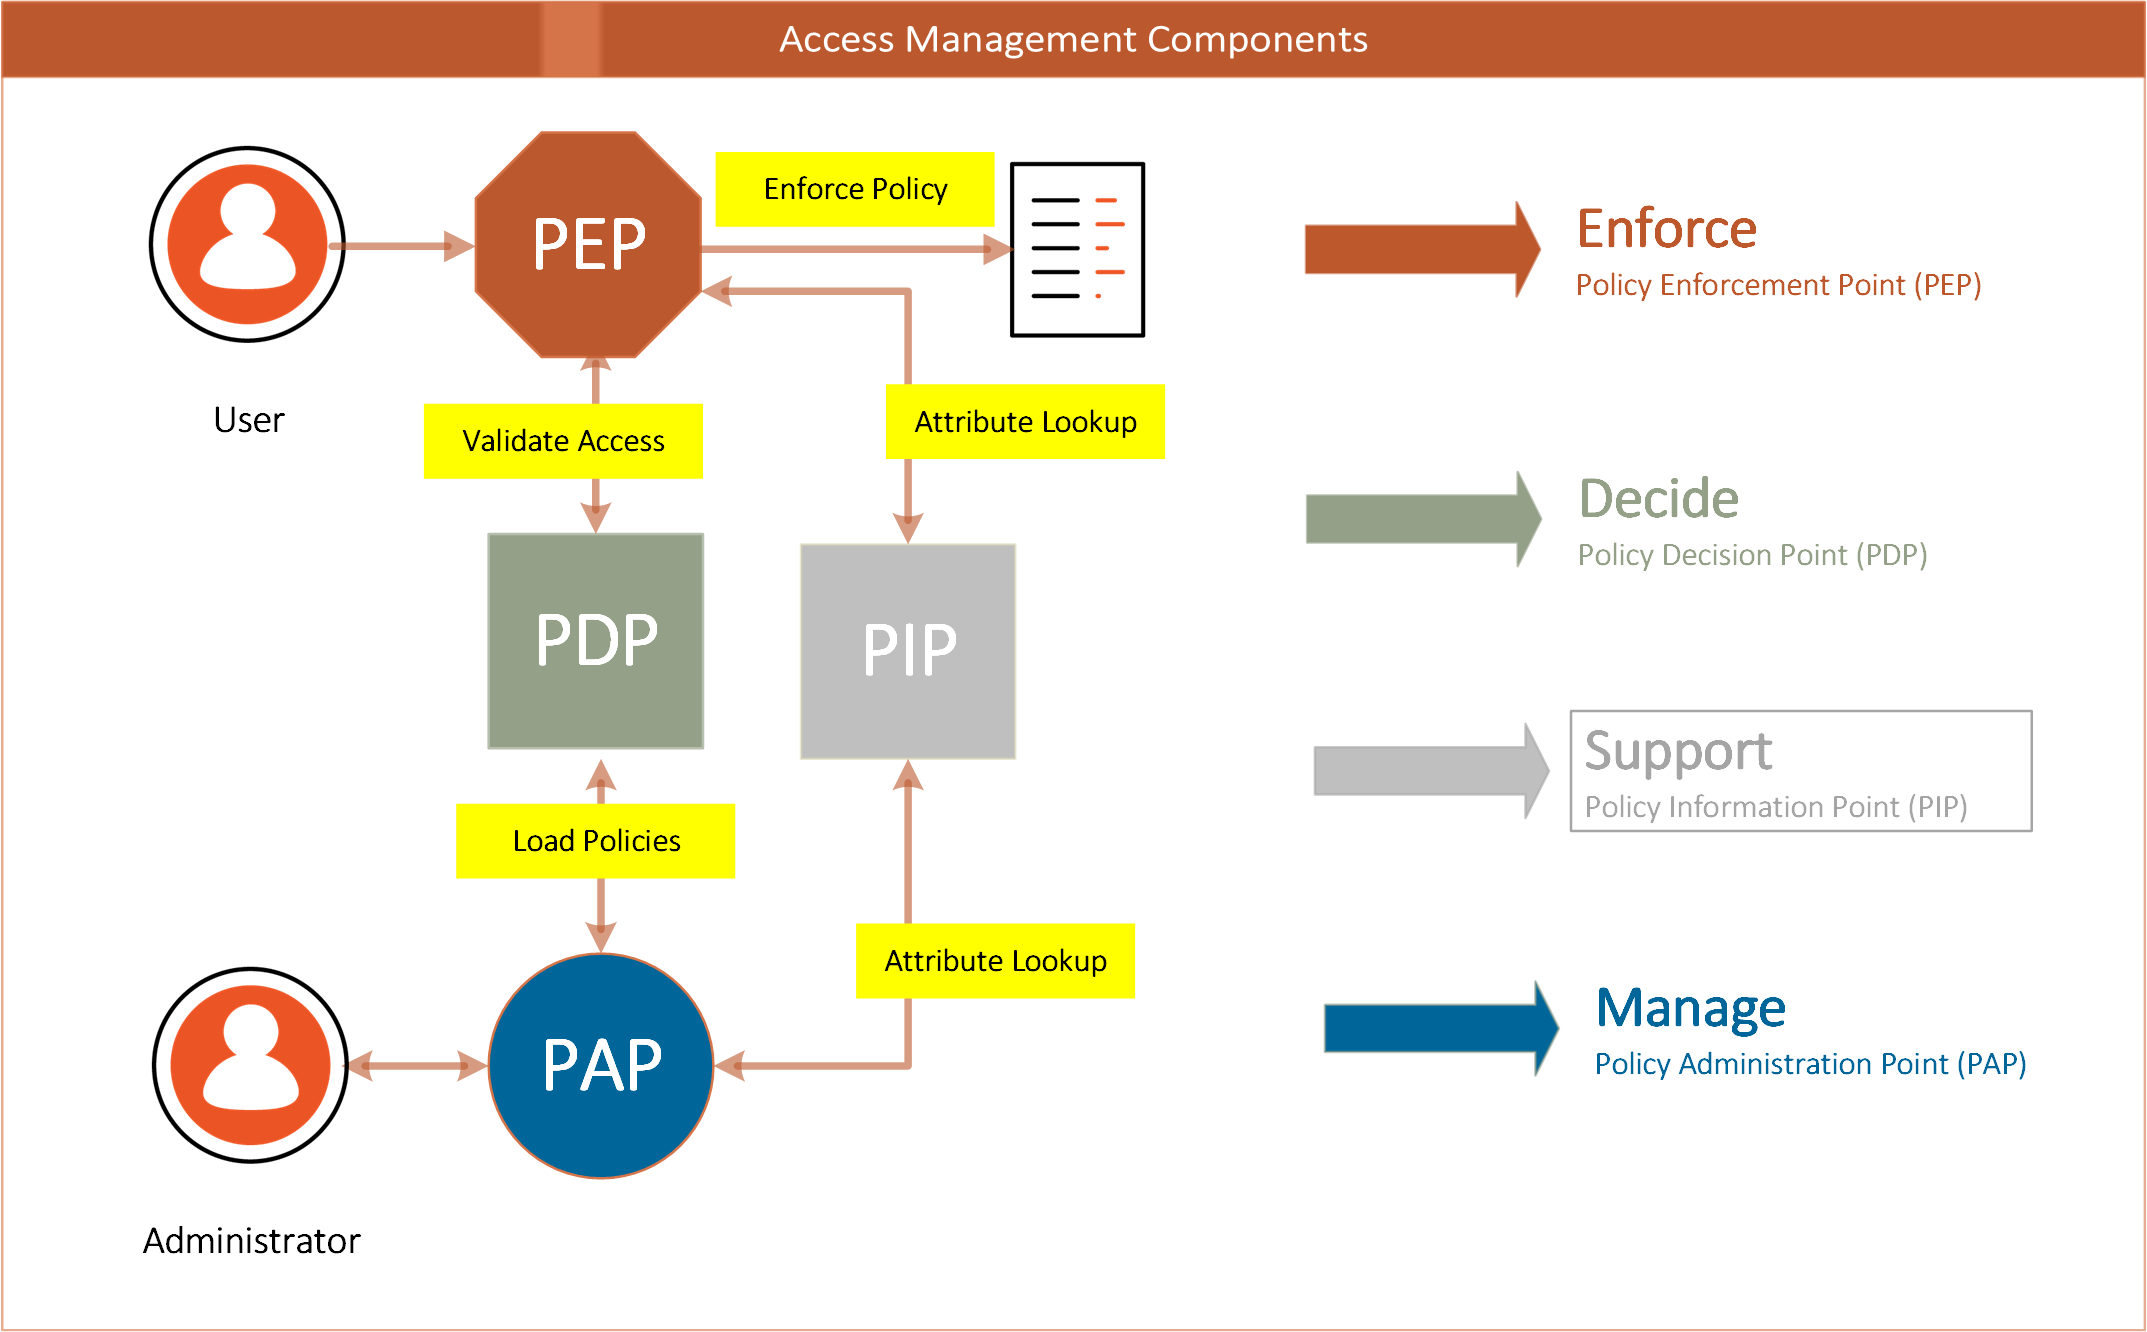 Access Management Components
Enforce Policy
PEP
User
Validate Access
Attribute Lookup
PDP
PIP
Load Policies
Attribute Lookup
PAP
Administrator
Enforce
Policy Enforcement Point (PEP)
Decide
Policy Decision Point (PDP)
Support
Policy Information Point (PIP)
Manage
Policy Administration Point (PAP)